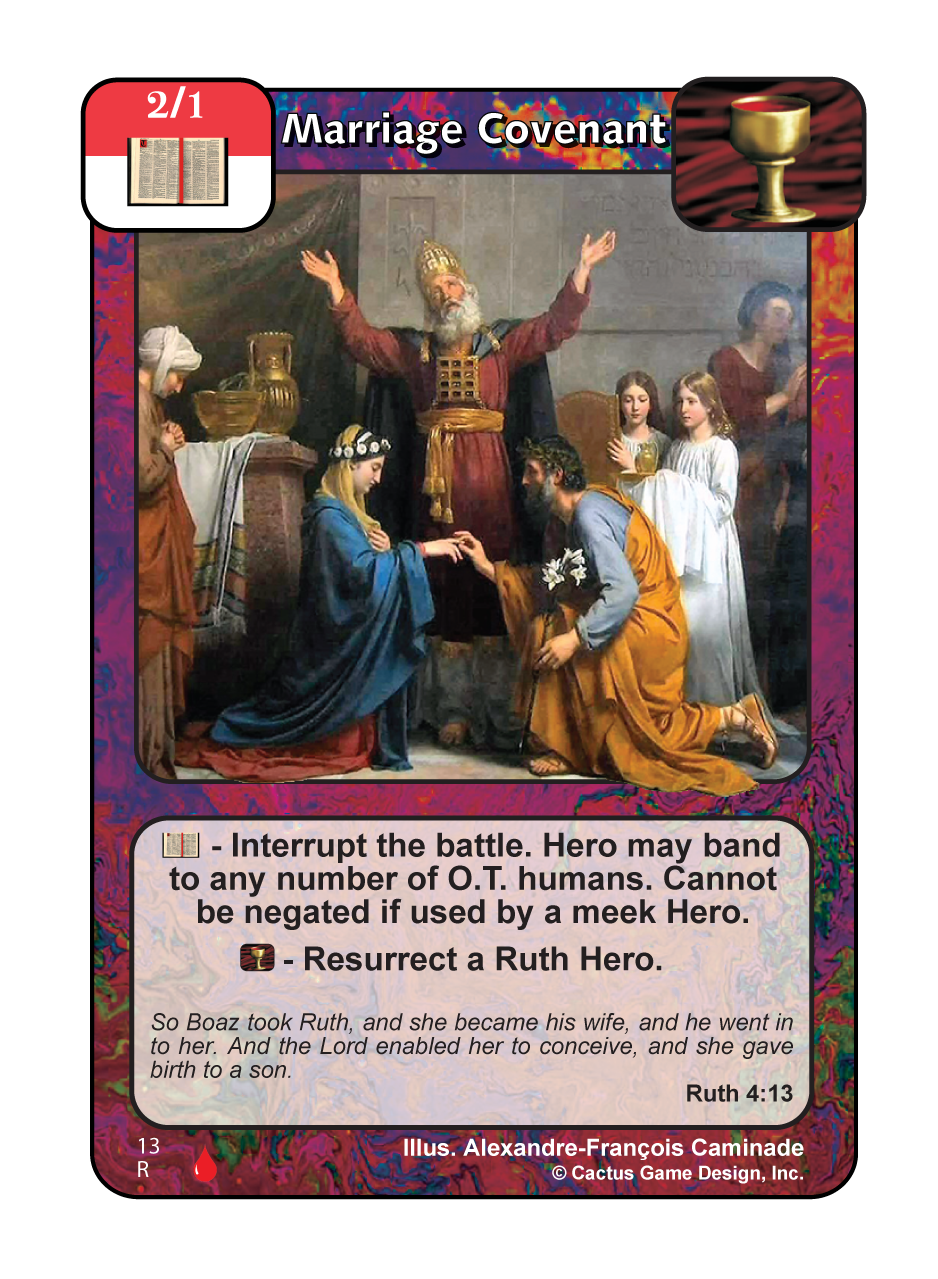 2/1
Marriage Covenant
- Interrupt the battle. Hero may band
to any number of O.T. humans. Cannot
be negated if used by a meek Hero.
- Resurrect a Ruth Hero.
So Boaz took Ruth, and she became his wife, and he went in
to her. And the Lord enabled her to conceive, and she gave
birth to a son.
Ruth 4:13
13
R
Illus. Alexandre-François Caminade
© Cactus Game Design, Inc.